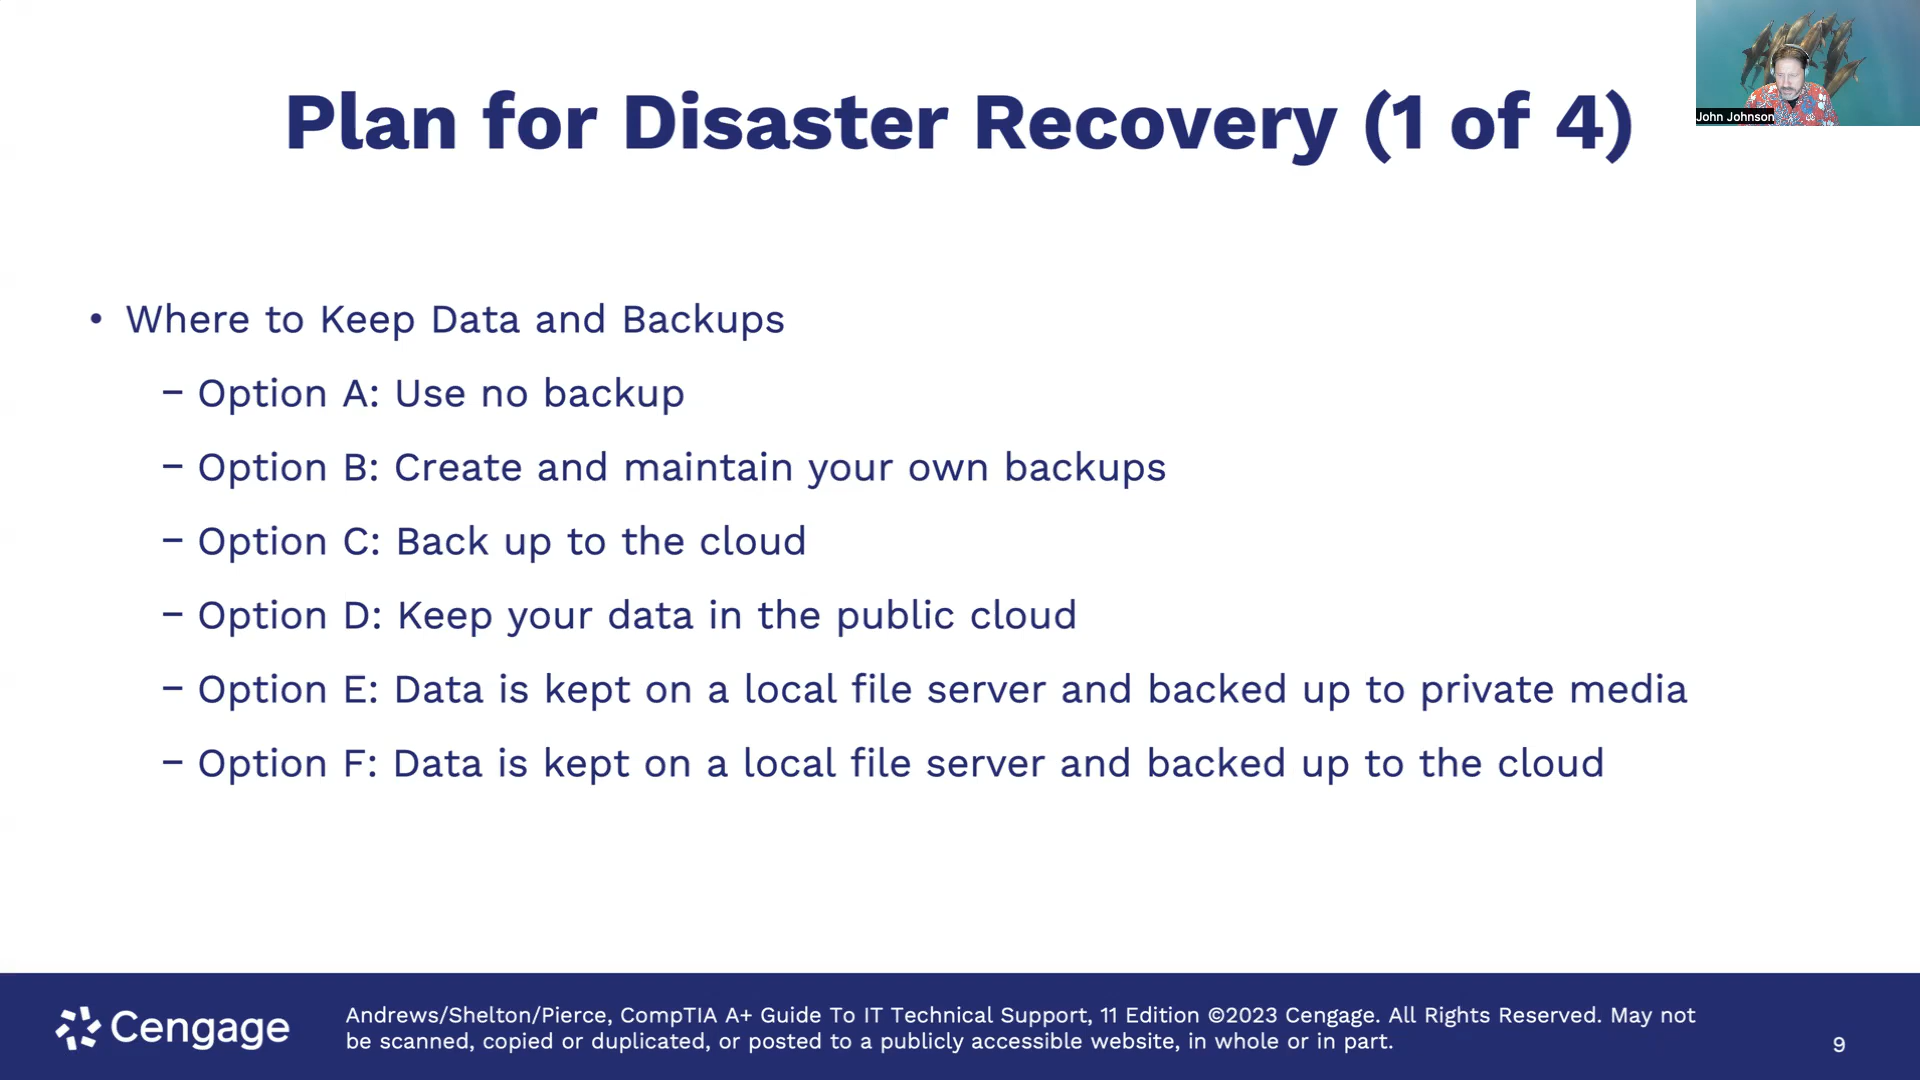 Plan for Disaster Recovery (1 of 4)
John Johnson
• Where to Keep Data and Backups
– Option A: Use no backup
– Option B: Create and maintain your own backups
– Option C: Back up to the cloud
– Option D: Keep your data in the public cloud
– Option E: Data is kept on a local file server and backed up to private media
– Option F: Data is kept on a local file server and backed up to the cloud
Cengage
Andrews/Shelton/Pierce, CompTIA A+ Guide To IT Technical Support, 11 Edition ©2023 Cengage. All Rights Reserved. May not
be scanned, copied or duplicated, or posted to a publicly accessible website, in whole or in part.
9